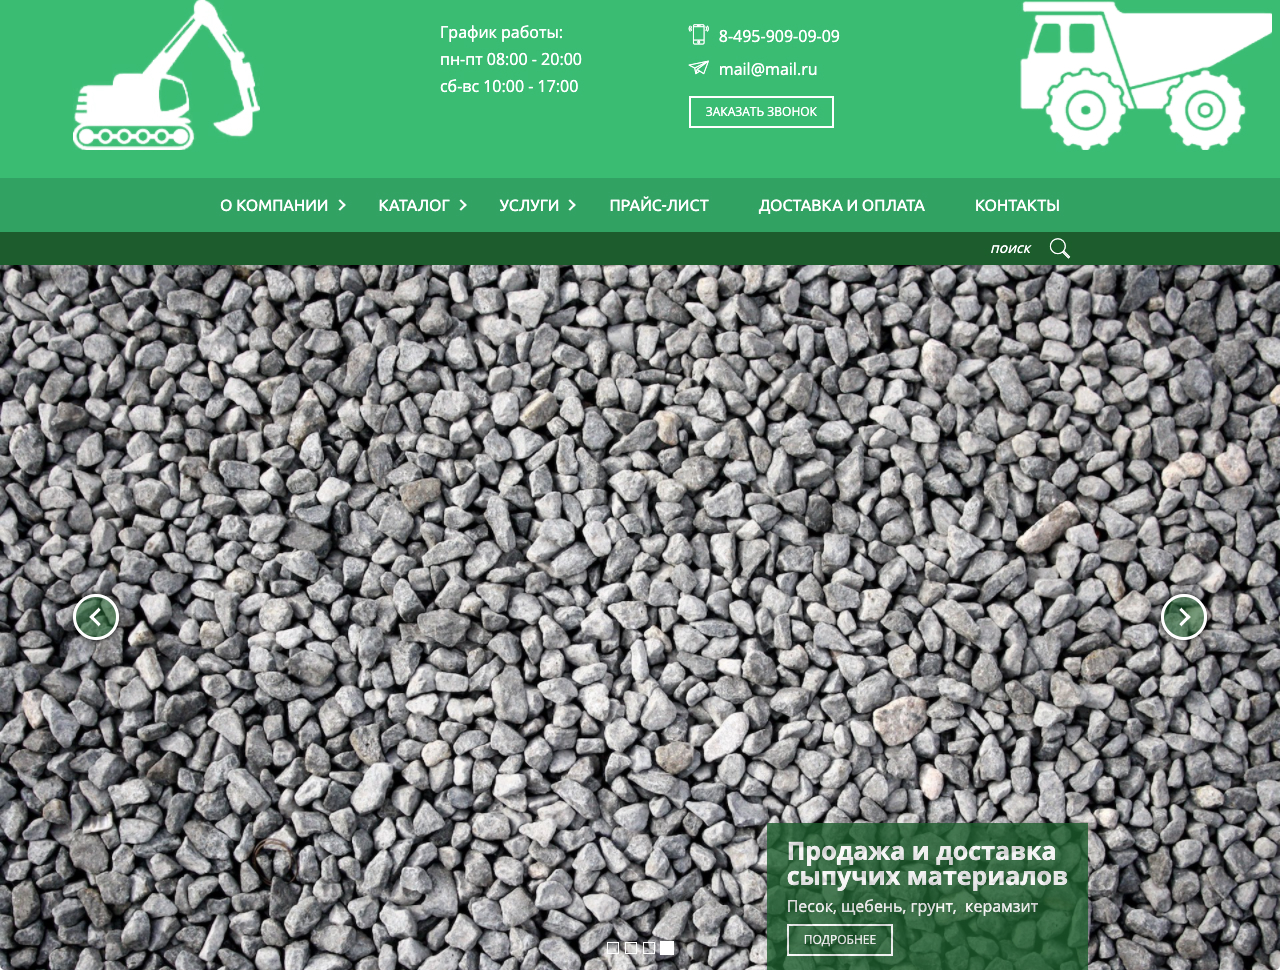 График работы:
пн-пт 08:00 - 20:00
сб-вс 10:00 - 17:00
8-495-909-09-09
mail@mail.ru
ЗАКАЗАТЬ ЗВОНОК
О КОМПАНИИ КАТАЛОГ УСЛУГИ ПРАЙС-ЛИСТ ДОСТАВКА И ОПЛАТА КОНТАКТЫ
поиск
Продажа и доставка
сыпучих материалов
Песок, щебень, грунт, керамзит
ПОДРОБНЕЕ